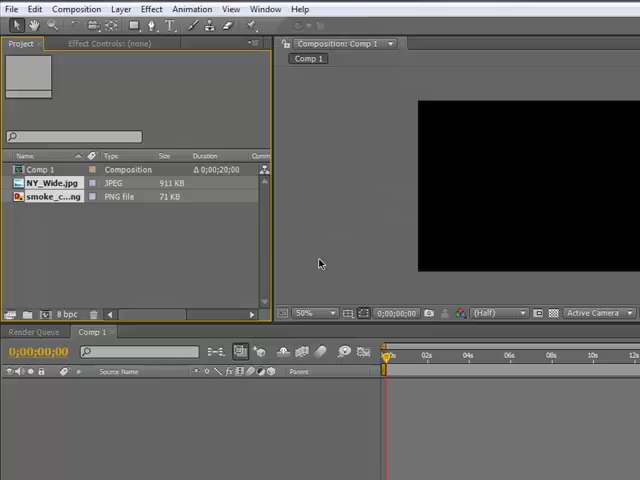 File Edit Composition Layer Effect Animation View Window Help
Project Effect Controls: (none) Composition: Comp 1
Comp 1
Name Type Size Duration Comm
Comp 1 Composition Δ 0;00;20;00
NY_Wide.jpg JPEG 911 KB
smoke_c...ng PNG file 71 KB
8 bpc 50% 0;00;00;00 (Half) Active Camera
Render Queue Comp 1
0;00;00;00
02s 04s 06s 08s 10s 12s
# Source Name Parent